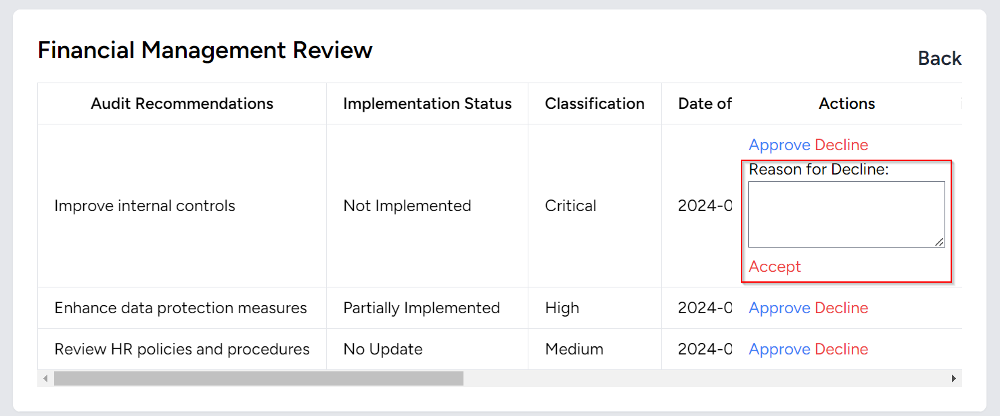 Financial Management Review
Back
Audit Recommendations Implementation Status Classification Date of Actions
Approve Decline
Reason for Decline:
Improve internal controls Not Implemented Critical 2024-0
Accept
Enhance data protection measures Partially Implemented High 2024-0 Approve Decline
Review HR policies and procedures No Update Medium 2024-0 Approve Decline